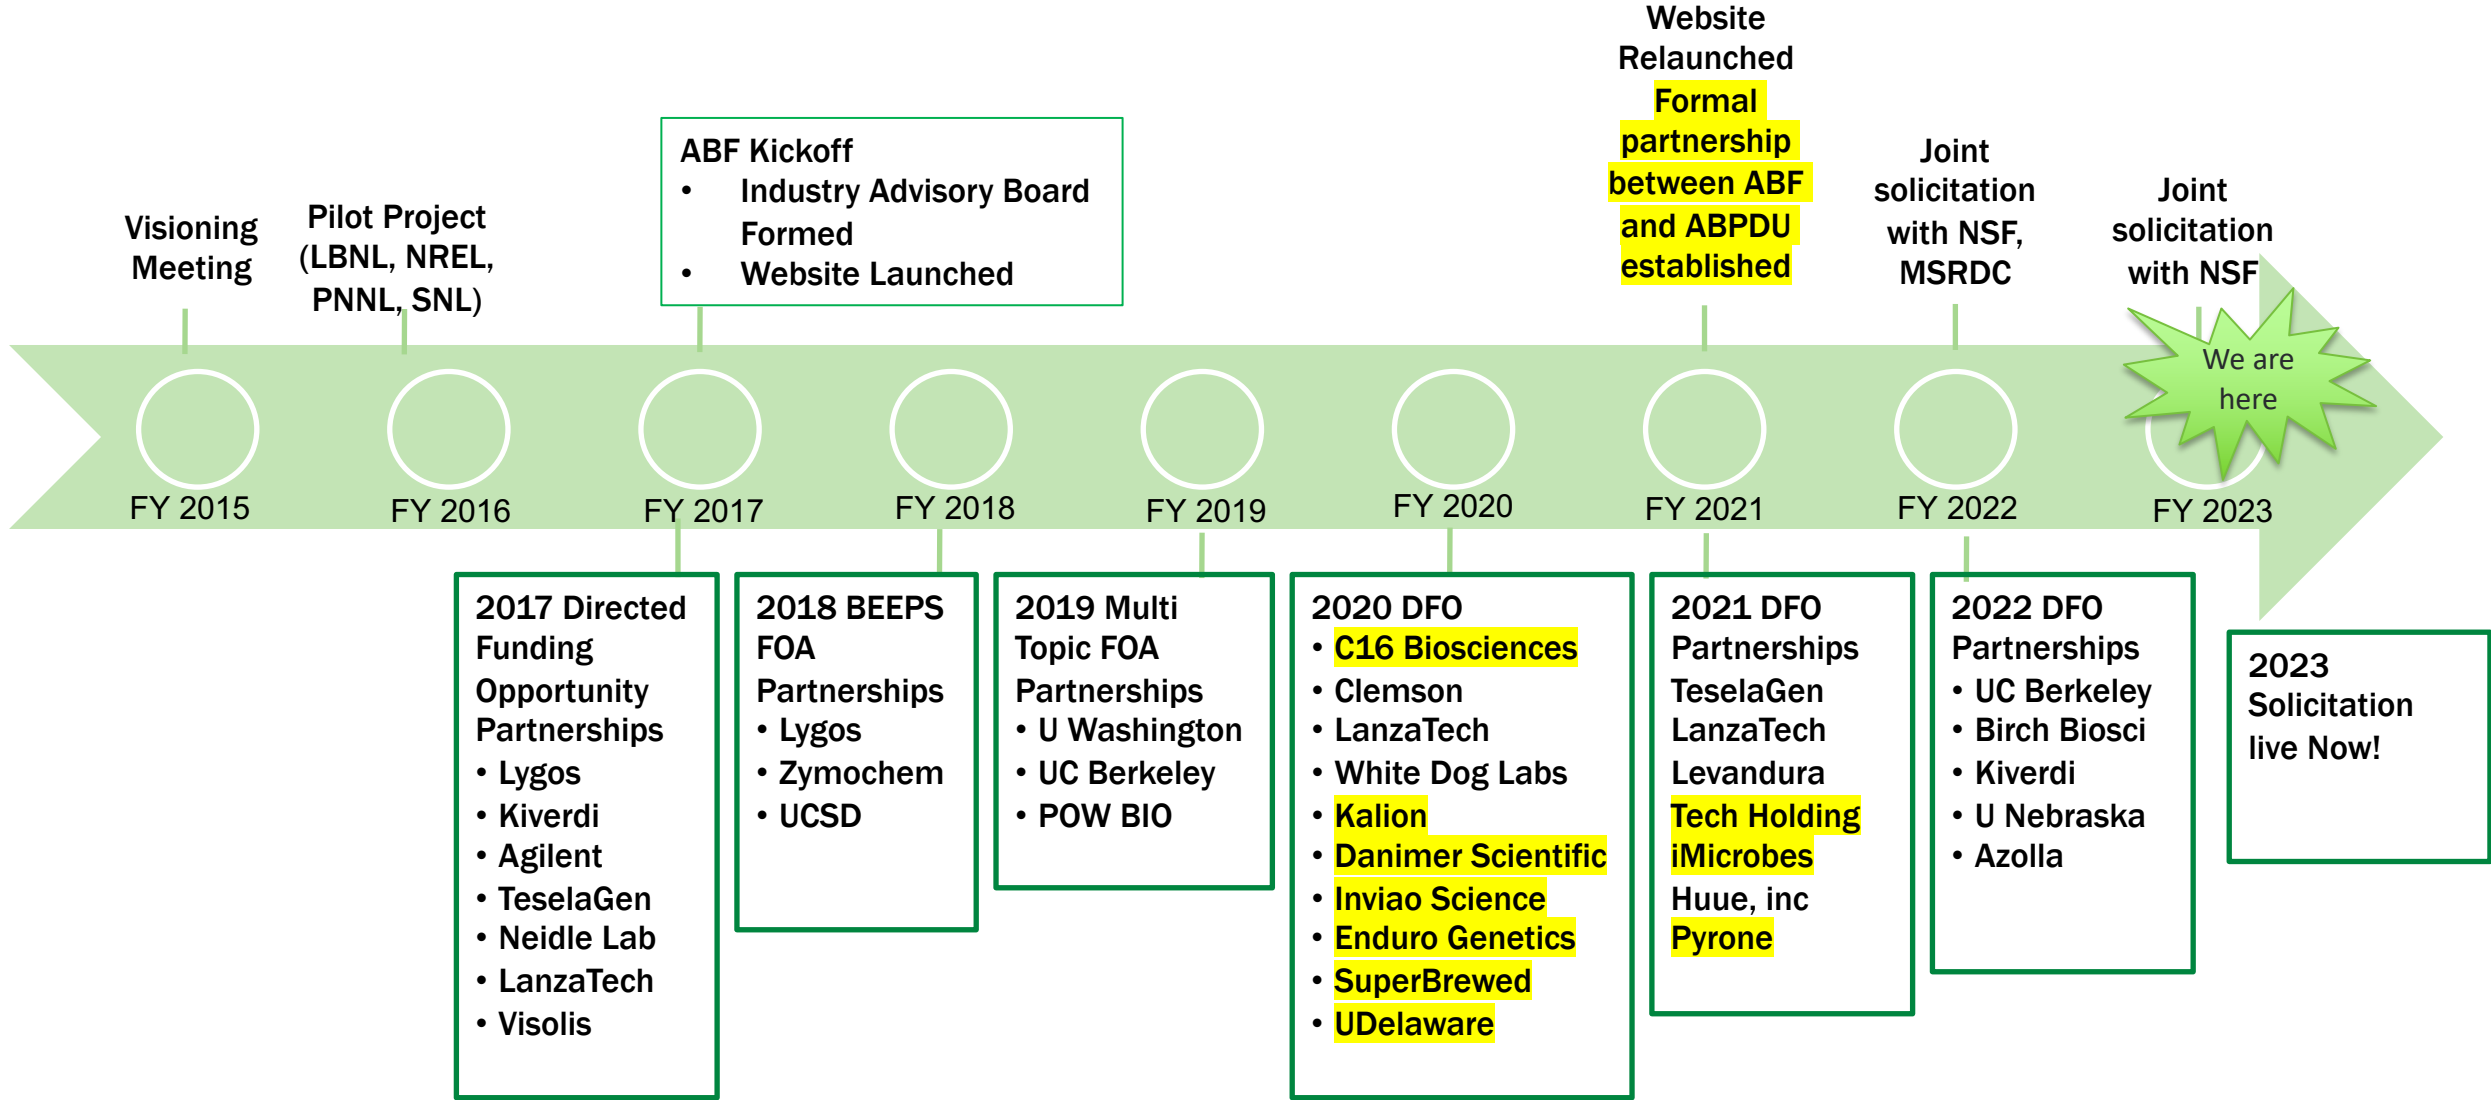 Visioning
Meeting
Pilot Project
(LBNL, NREL,
PNNL, SNL)
ABF Kickoff
• Industry Advisory Board
Formed
• Website Launched
Website
Relaunched
Formal
partnership
between ABF
and ABPDU
established
Joint
solicitation
with NSF,
MSRDC
Joint
solicitation
with NSF
We are
here
FY 2015
FY 2016
FY 2017
FY 2018
FY 2019
FY 2020
FY 2021
FY 2022
FY 2023
2017 Directed
Funding
Opportunity
Partnerships
• Lygos
• Kiverdi
• Agilent
• TeselaGen
• Neidle Lab
• LanzaTech
• Visolis
2018 BEEPS
FOA
Partnerships
• Lygos
• Zymochem
• UCSD
2019 Multi
Topic FOA
Partnerships
• U Washington
• UC Berkeley
• POW BIO
2020 DFO
• C16 Biosciences
• Clemson
• LanzaTech
• White Dog Labs
• Kalion
• Danimer Scientific
• Inviao Science
• Enduro Genetics
• SuperBrewed
• UDelaware
2021 DFO
Partnerships
TeselaGen
LanzaTech
Levandura
Tech Holding
iMicrobes
Huue, inc
Pyrone
2022 DFO
Partnerships
• UC Berkeley
• Birch Biosci
• Kiverdi
• U Nebraska
• Azolla
2023
Solicitation
live Now!